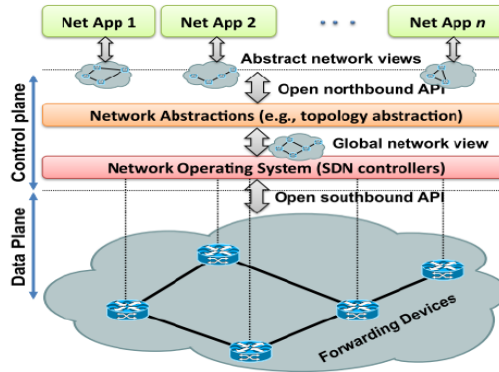 Net App 1
Net App 2
Net App n
Abstract network views
Open northbound API
Network Abstractions (e.g., topology abstraction)
Global network view
Network Operating System (SDN controllers)
Open southbound API
Control plane
Data Plane
Forwarding Devices